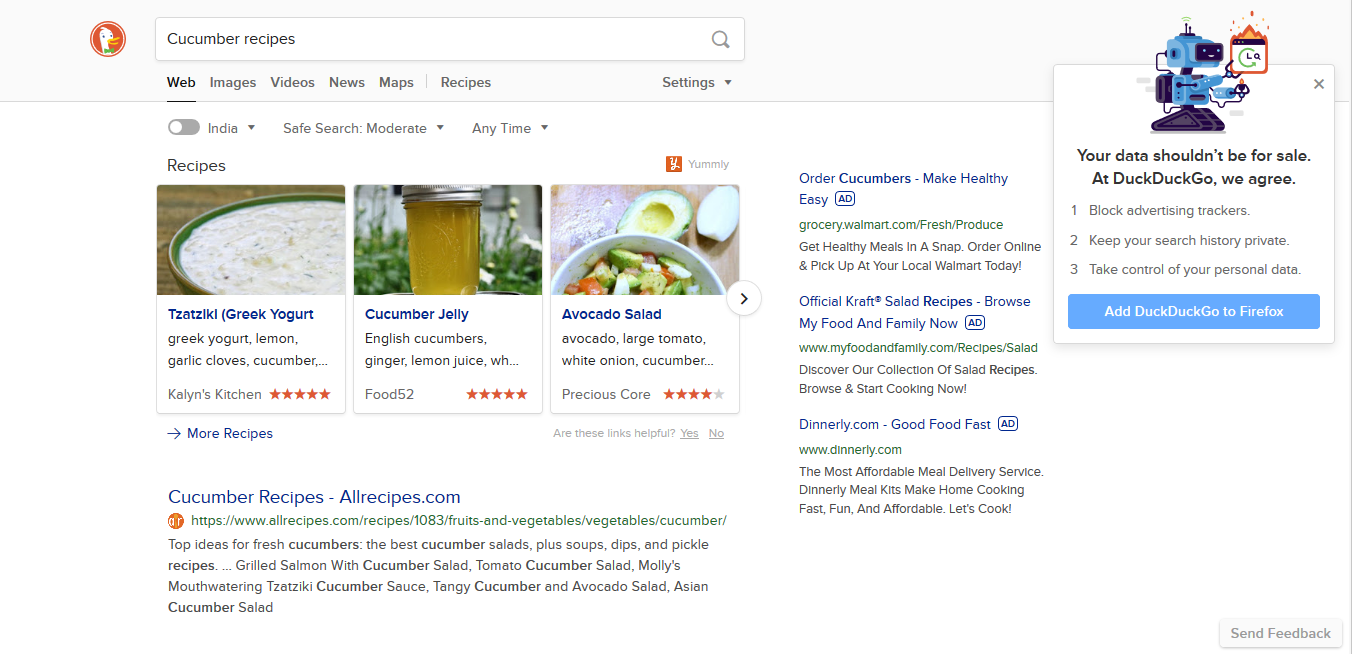 Cucumber recipes
Web Images Videos News Maps Recipes Settings
India Safe Search: Moderate Any Time
Recipes
Yummly
Tzatziki (Greek Yogurt
greek yogurt, lemon,
garlic cloves, cucumber,...
Kalyn's Kitchen
Cucumber Jelly
English cucumbers,
ginger, lemon juice, wh...
Food52
Avocado Salad
avocado, large tomato,
white onion, cucumber...
Precious Core
More Recipes
Are these links helpful? Yes No
Cucumber Recipes - Allrecipes.com
https://www.allrecipes.com/recipes/1083/fruits-and-vegetables/vegetables/cucumber/
Top ideas for fresh cucumbers: the best cucumber salads, plus soups, dips, and pickle
recipes. ... Grilled Salmon With Cucumber Salad, Tomato Cucumber Salad, Molly's
Mouthwatering Tzatziki Cucumber Sauce, Tangy Cucumber and Avocado Salad, Asian
Cucumber Salad
Order Cucumbers - Make Healthy
Easy AD
grocery.walmart.com/Fresh/Produce
Get Healthy Meals In A Snap. Order Online
& Pick Up At Your Local Walmart Today!
Official Kraft® Salad Recipes - Browse
My Food And Family Now AD
www.myfoodandfamily.com/Recipes/Salad
Discover Our Collection Of Salad Recipes.
Browse & Start Cooking Now!
Dinnerly.com - Good Food Fast AD
www.dinnerly.com
The Most Affordable Meal Delivery Service.
Dinnerly Meal Kits Make Home Cooking
Fast, Fun, And Affordable. Let's Cook!
Your data shouldn’t be for sale.
At DuckDuckGo, we agree.
1 Block advertising trackers.
2 Keep your search history private.
3 Take control of your personal data.
Add DuckDuckGo to Firefox
Send Feedback